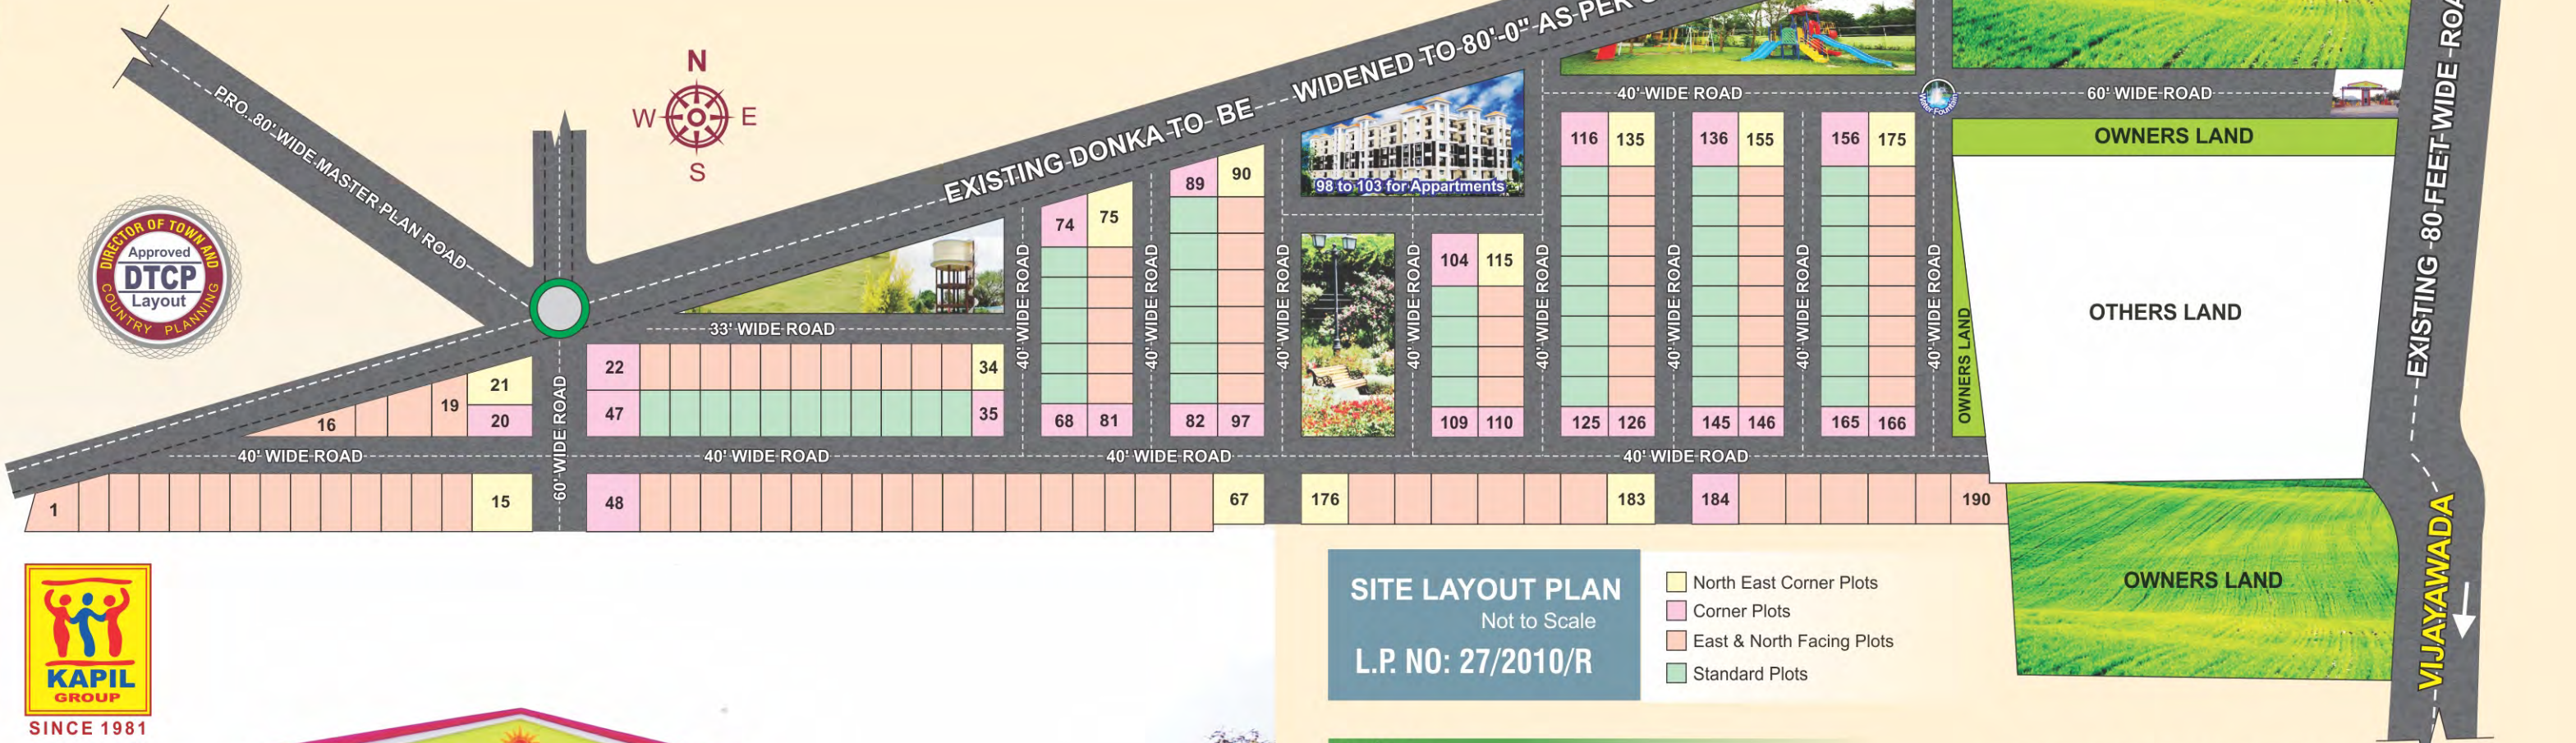 PRO. 80' WIDE MASTER PLAN ROAD
N
W E
S
DIRECTOR OF TOWN AND
COUNTRY PLANNING
Approved
DTCP
Layout
EXISTING DONKA TO BE WIDENED TO 80'-0" AS PER
98 to 103 for Appartments
40' WIDE ROAD
Water Fountain
60' WIDE ROAD
OWNERS LAND
116 135 136 155 156 175
89 90
74 75
104 115
33' WIDE ROAD
40' WIDE ROAD
40' WIDE ROAD
40' WIDE ROAD
40' WIDE ROAD
40' WIDE ROAD
40' WIDE ROAD
40' WIDE ROAD
40' WIDE ROAD
OWNERS LAND
OTHERS LAND
EXISTING 80 FEET WIDE
22 34
21
47 35
16 19 20
68 81 82 97 109 110 125 126 145 146 165 166
60' WIDE ROAD
40' WIDE ROAD
40' WIDE ROAD
40' WIDE ROAD
40' WIDE ROAD
1 15 48 67 176 183 184 190
KAPIL
GROUP
SINCE 1981
SITE LAYOUT PLAN
Not to Scale
L.P. NO: 27/2010/R
North East Corner Plots
Corner Plots
East & North Facing Plots
Standard Plots
OWNERS LAND
VIJAYAWADA